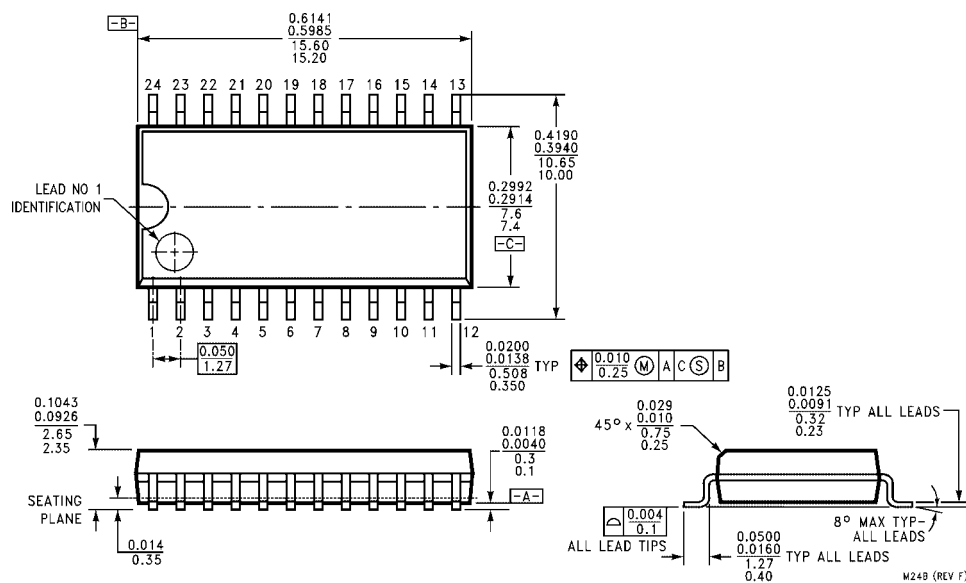 -B-
0.6141
0.5985
15.60
15.20
24 23 22 21 20 19 18 17 16 15 14 13
LEAD NO 1
IDENTIFICATION
0.4190
0.3940
10.65
10.00
0.2992
0.2914
7.6
7.4
-C-
1 2 3 4 5 6 7 8 9 10 11 12
0.050
1.27
0.0200
0.0138
0.508
0.350
TYP
⌖ 0.010 0.25 Ⓜ A C Ⓢ B
0.1043
0.0926
2.65
2.35
SEATING
PLANE
0.014
0.35
0.0118
0.0040
0.3
0.1
-A-
45° x
0.029
0.010
0.75
0.25
0.0125
0.0091
0.32
0.23
TYP ALL LEADS
0.004
0.1
ALL LEAD TIPS
0.0500
0.0160
1.27
0.40
TYP ALL LEADS
8° MAX TYP-
ALL LEADS
M24B (REV F)